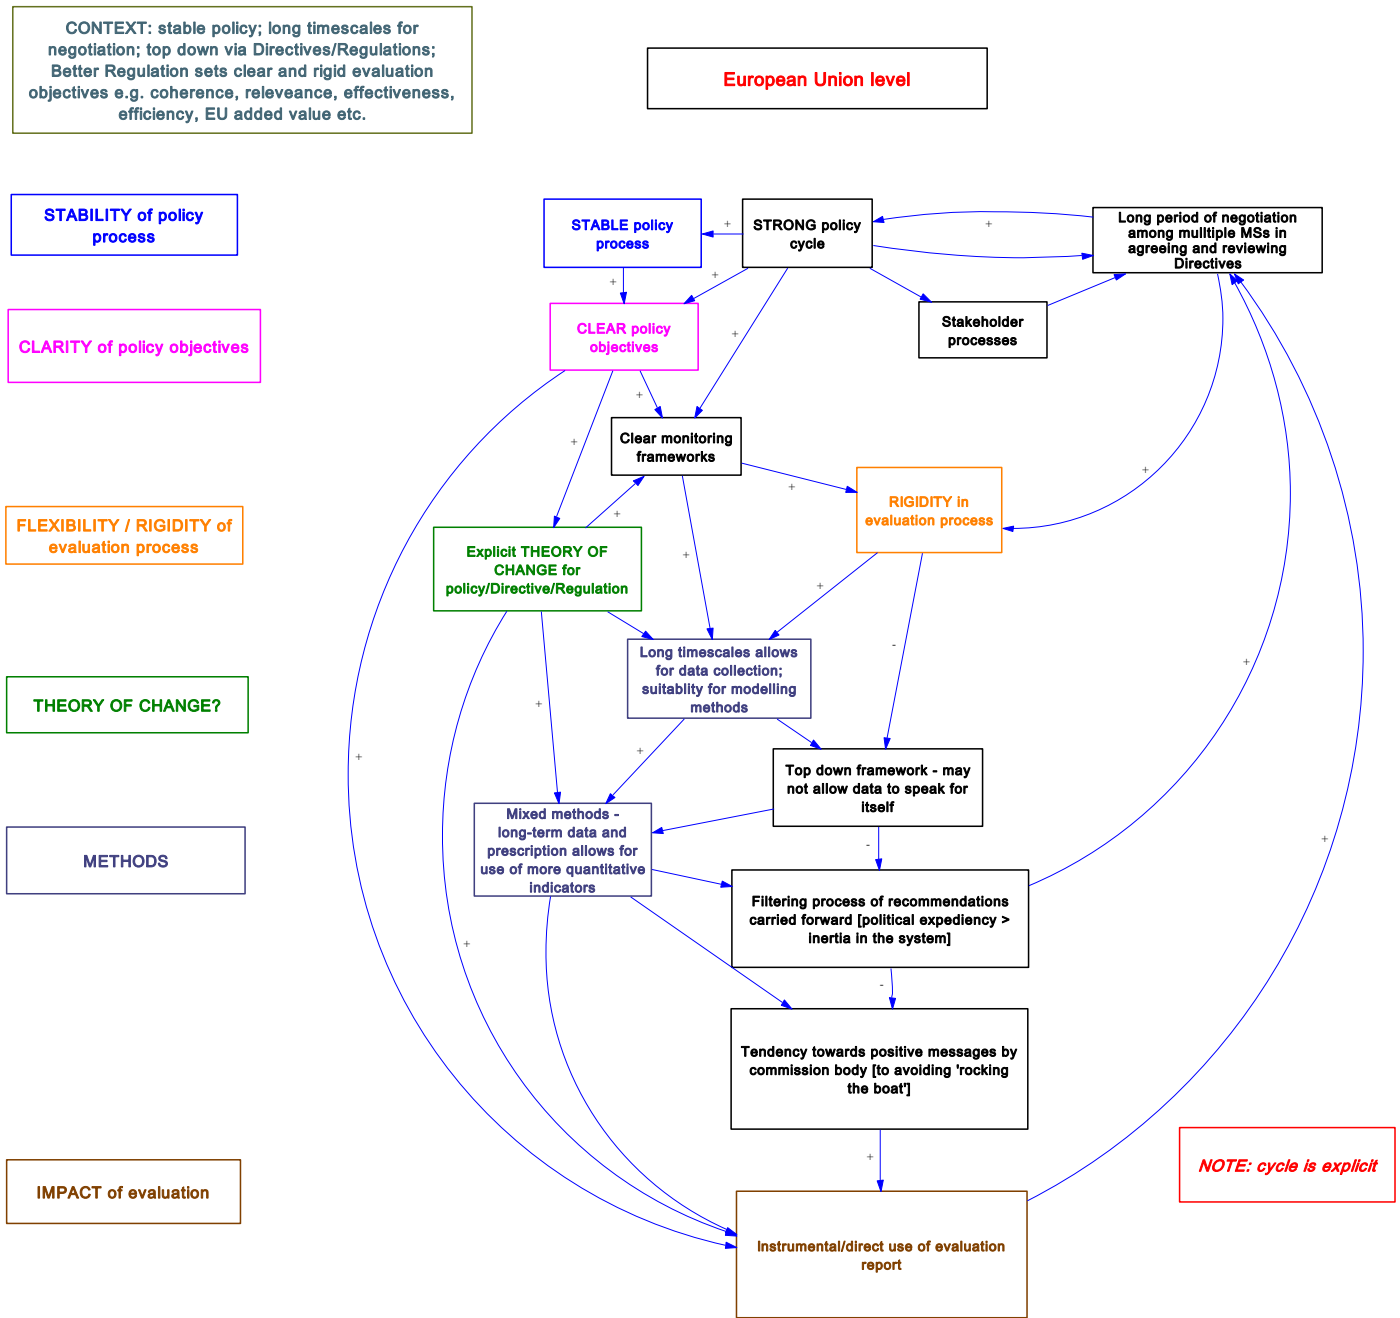 CONTEXT: stable policy; long timescales for
negotiation; top down via Directives/Regulations;
Better Regulation sets clear and rigid evaluation
objectives e.g. coherence, releveance, effectiveness,
efficiency, EU added value etc.
European Union level
STABILITY of policy
process
STABLE policy
process
+
STRONG policy
cycle
+
Long period of negotiation
among mulltiple MSs in
agreeing and reviewing
Directives
+
+
CLARITY of policy objectives
CLEAR policy
objectives
+
Stakeholder
processes
+
+
Clear monitoring
frameworks
+
+
+
FLEXIBILITY / RIGIDITY of
evaluation process
RIGIDITY in
evaluation process
+
Explicit THEORY OF
CHANGE for
policy/Directive/Regulation
+
+
-
THEORY OF CHANGE?
Long timescales allows
for data collection;
suitablity for modelling
methods
+
+
+
+
Top down framework - may
not allow data to speak for
itself
METHODS
Mixed methods -
long-term data and
prescription allows for
use of more quantitative
indicators
-
+
Filtering process of recommendations
carried forward [political expediency >
inertia in the system]
+
-
Tendency towards positive messages by
commission body [to avoiding 'rocking
the boat']
+
NOTE: cycle is explicit
IMPACT of evaluation
Instrumental/direct use of evaluation
report